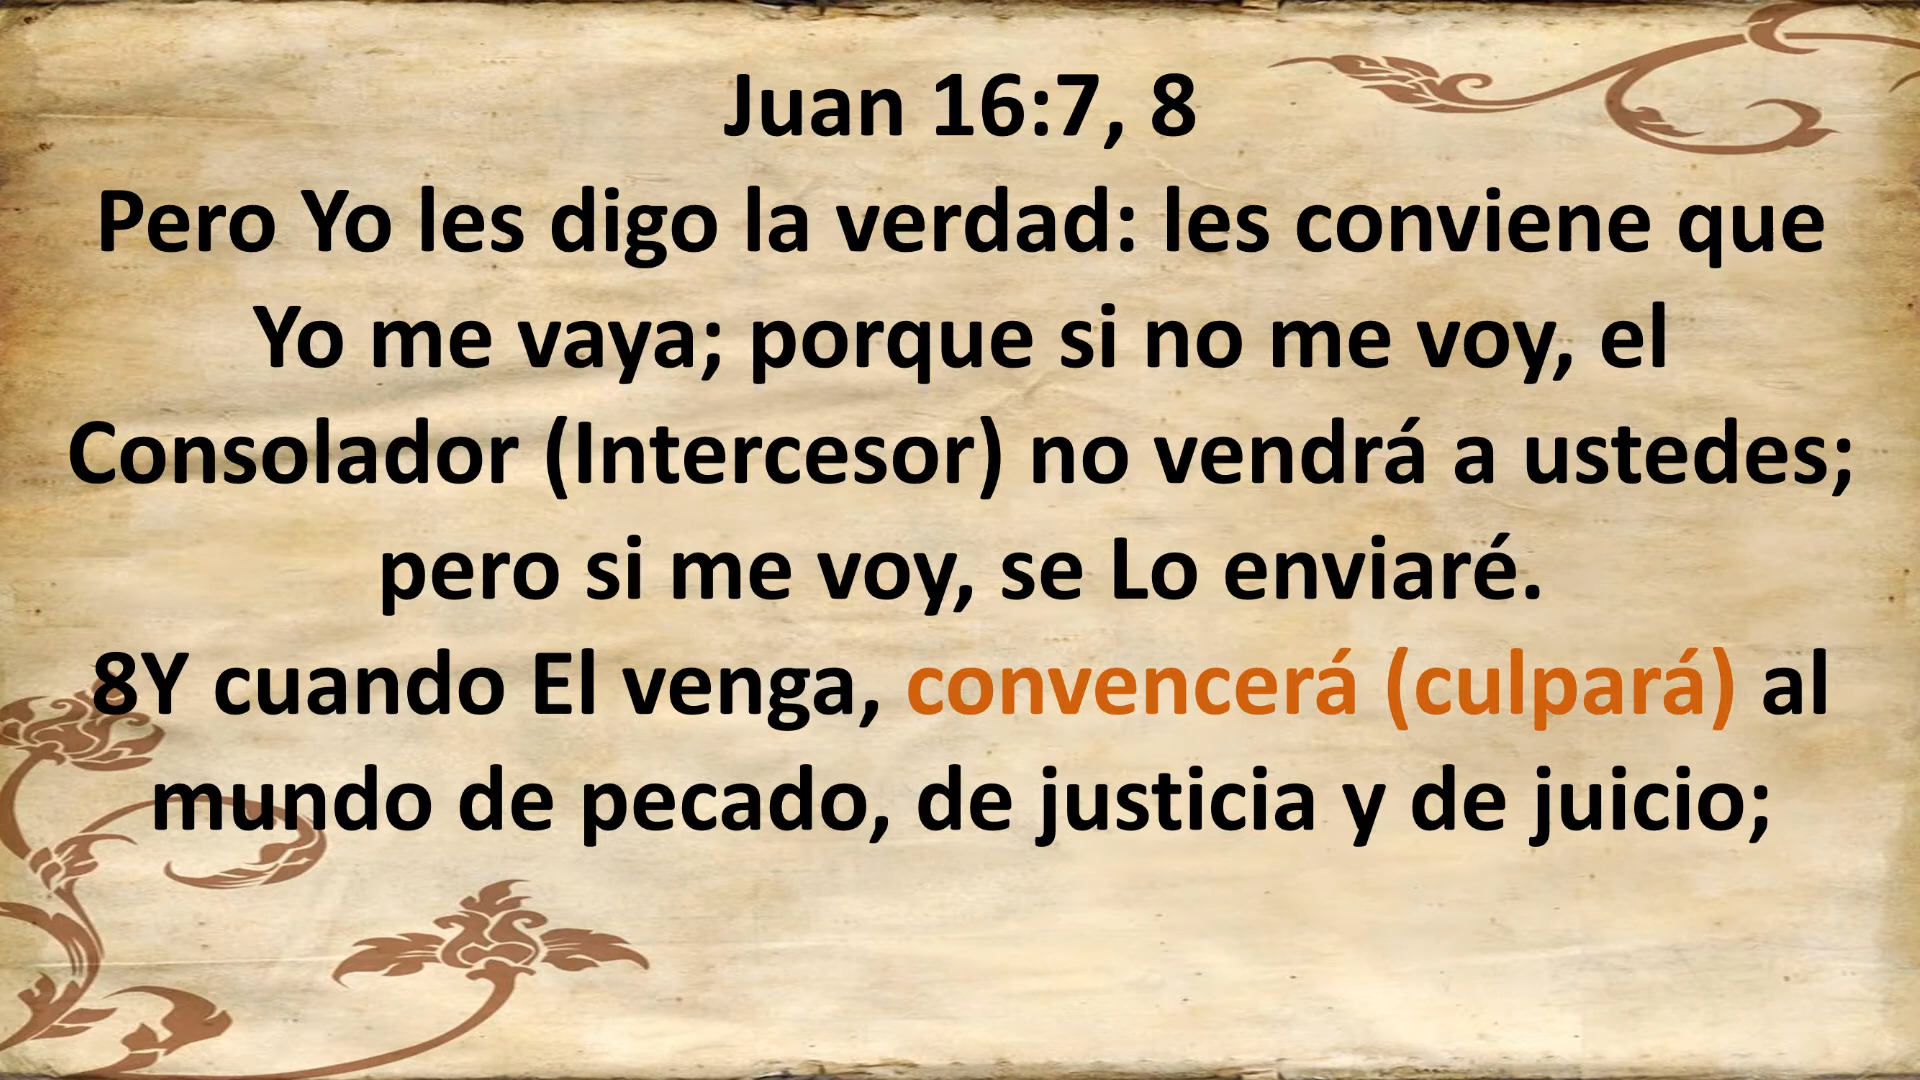 Juan 16:7, 8
Pero Yo les digo la verdad: les conviene que
Yo me vaya; porque si no me voy, el
Consolador (Intercesor) no vendrá a ustedes;
pero si me voy, se Lo enviaré.
8Y cuando El venga, convencerá (culpará) al
mundo de pecado, de justicia y de juicio;